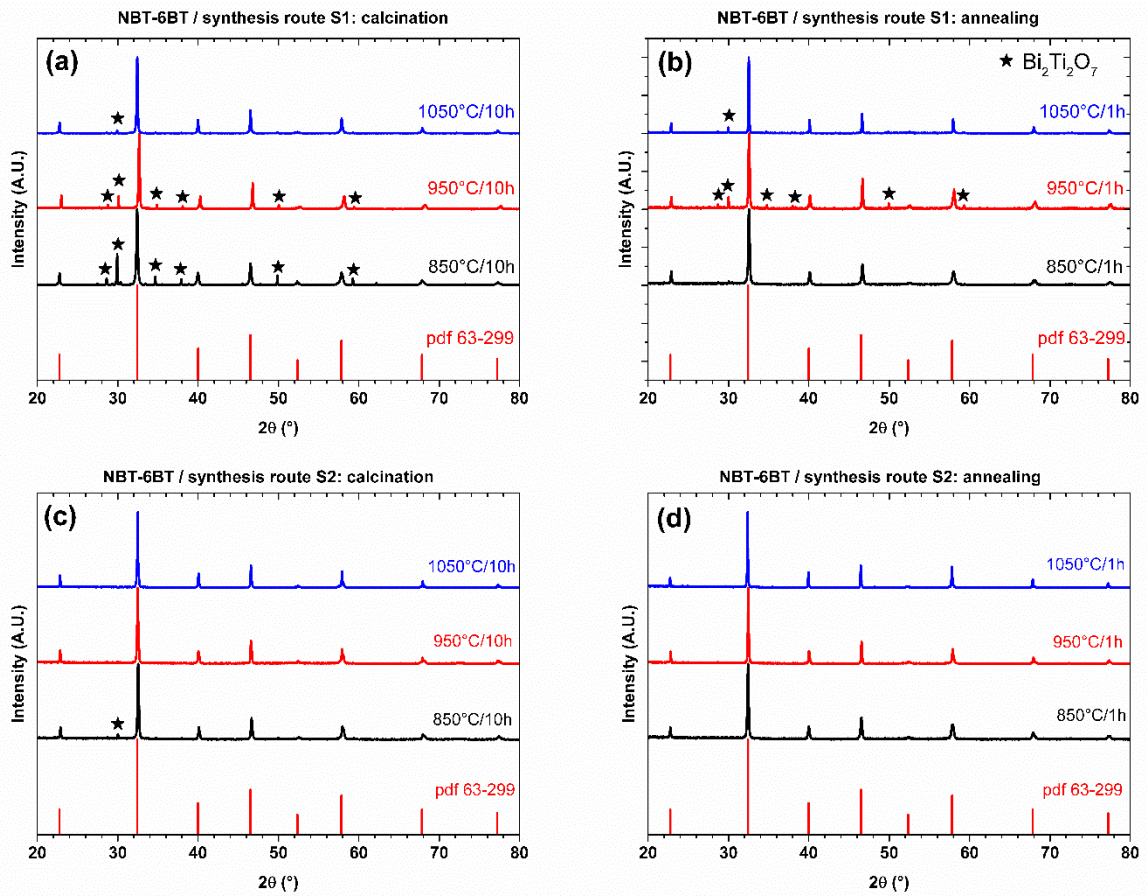 NBT-6BT / synthesis route S1: calcination
(a)
1050°C/10h
950°C/10h
850°C/10h
pdf 63-299
Intensity (A.U.)
20 30 40 50 60 70 80
2θ (°)
NBT-6BT / synthesis route S1: annealing
(b)
★ Bi₂Ti₂O₇
1050°C/1h
950°C/1h
850°C/1h
pdf 63-299
Intensity (A.U.)
20 30 40 50 60 70 80
2θ (°)
NBT-6BT / synthesis route S2: calcination
(c)
1050°C/10h
950°C/10h
850°C/10h
pdf 63-299
Intensity (A.U.)
20 30 40 50 60 70 80
2θ (°)
NBT-6BT / synthesis route S2: annealing
(d)
1050°C/1h
950°C/1h
850°C/1h
pdf 63-299
Intensity (A.U.)
20 30 40 50 60 70 80
2θ (°)